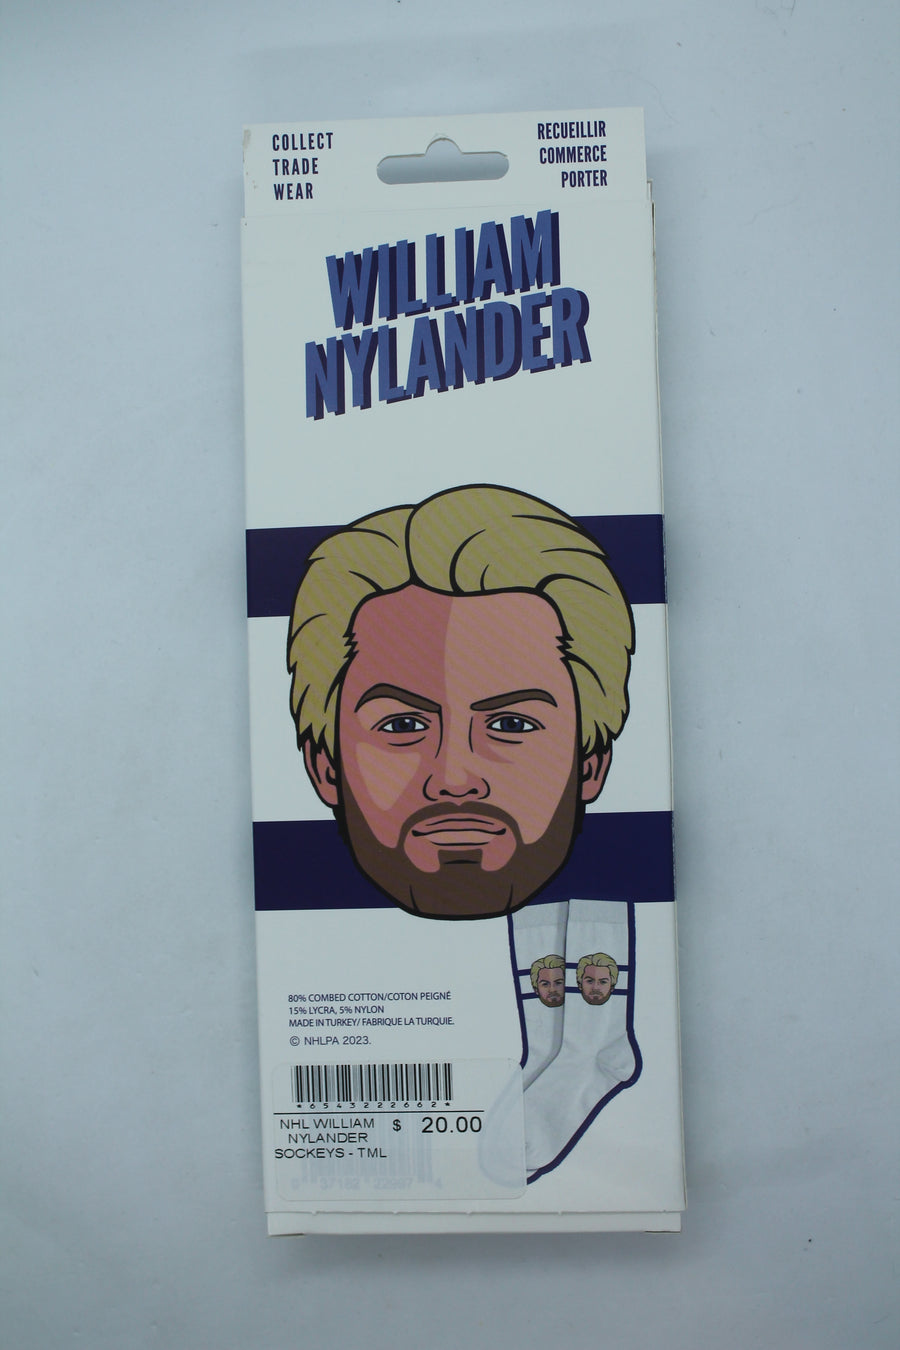 COLLECT
TRADE
WEAR
RECUEILLIR
COMMERCE
PORTER
WILLIAM
NYLANDER
80% COMBED COTTON/COTON PEIGNÉ
15% LYCRA, 5% NYLON
MADE IN TURKEY/ FABRIQUE LA TURQUIE.
© NHLPA 2023.
*6543222662*
NHL WILLIAM
NYLANDER
SOCKEYS - TML
$ 20.00